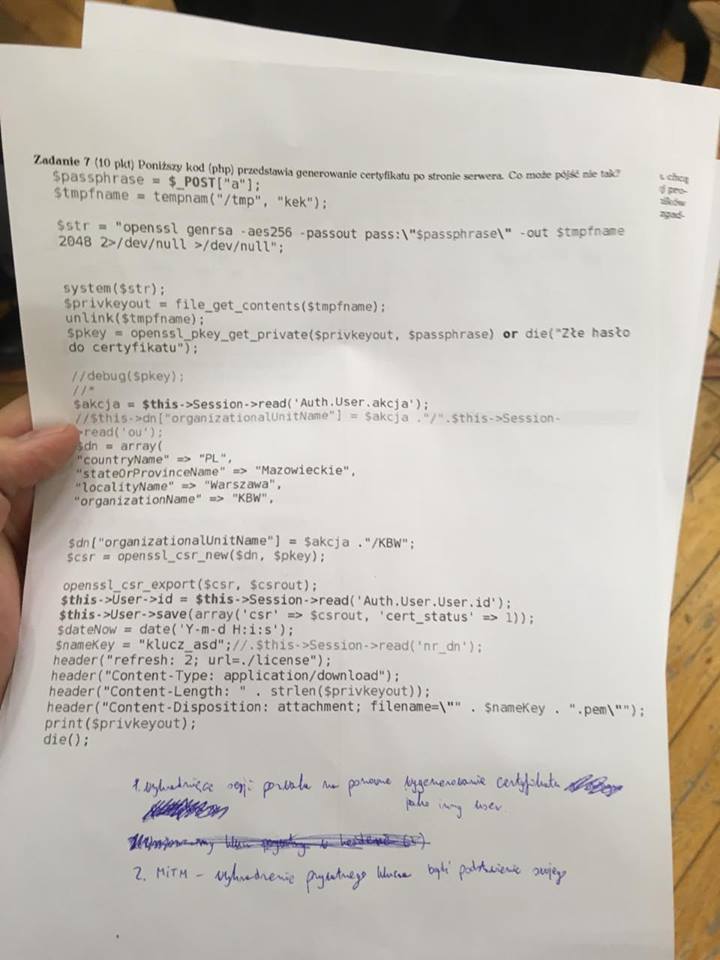 Zadanie 7 (10 pkt) Poniższy kod (php) przedstawia generowanie certyfikatu po stronie serwera. Co może pójść nie tak?
$passphrase = $_POST["a"];
$tmpfname = tempnam("/tmp", "kek");
$str = "openssl genrsa -aes256 -passout pass:\"$passphrase\" -out $tmpfname
2048 2>/dev/null >/dev/null";
system($str);
$privkeyout = file_get_contents($tmpfname);
unlink($tmpfname);
$pkey = openssl_pkey_get_private($privkeyout, $passphrase) or die("Złe hasło
do certyfikatu");
//debug($pkey);
//*
$akcja = $this->Session->read('Auth.User.akcja');
//$this->dn["organizationalUnitName"] = $akcja ."/".$this->Session-
>read('ou');
$dn = array(
"countryName" => "PL",
"stateOrProvinceName" => "Mazowieckie",
"localityName" => "Warszawa",
"organizationName" => "KBW",
$dn["organizationalUnitName"] = $akcja ."/KBW";
$csr = openssl_csr_new($dn, $pkey);
openssl_csr_export($csr, $csrout);
$this->User->id = $this->Session->read('Auth.User.User.id');
$this->User->save(array('csr' => $csrout, 'cert_status' => 1));
$dateNow = date('Y-m-d H:i:s');
$nameKey = "klucz_asd";//.$this->Session->read('nr_dn');
header("refresh: 2; url=./license");
header("Content-Type: application/download");
header("Content-Length: " . strlen($privkeyout));
header("Content-Disposition: attachment; filename=\"" . $nameKey . ".pem\"");
print($privkeyout);
die();
1. wykradnięcie sesji pozwala na ponowne wygenerowanie certyfikatu
jako inny user
2. MiTM - wykradzenie prywatnego klucza bądź podstawienie swojego
chcą